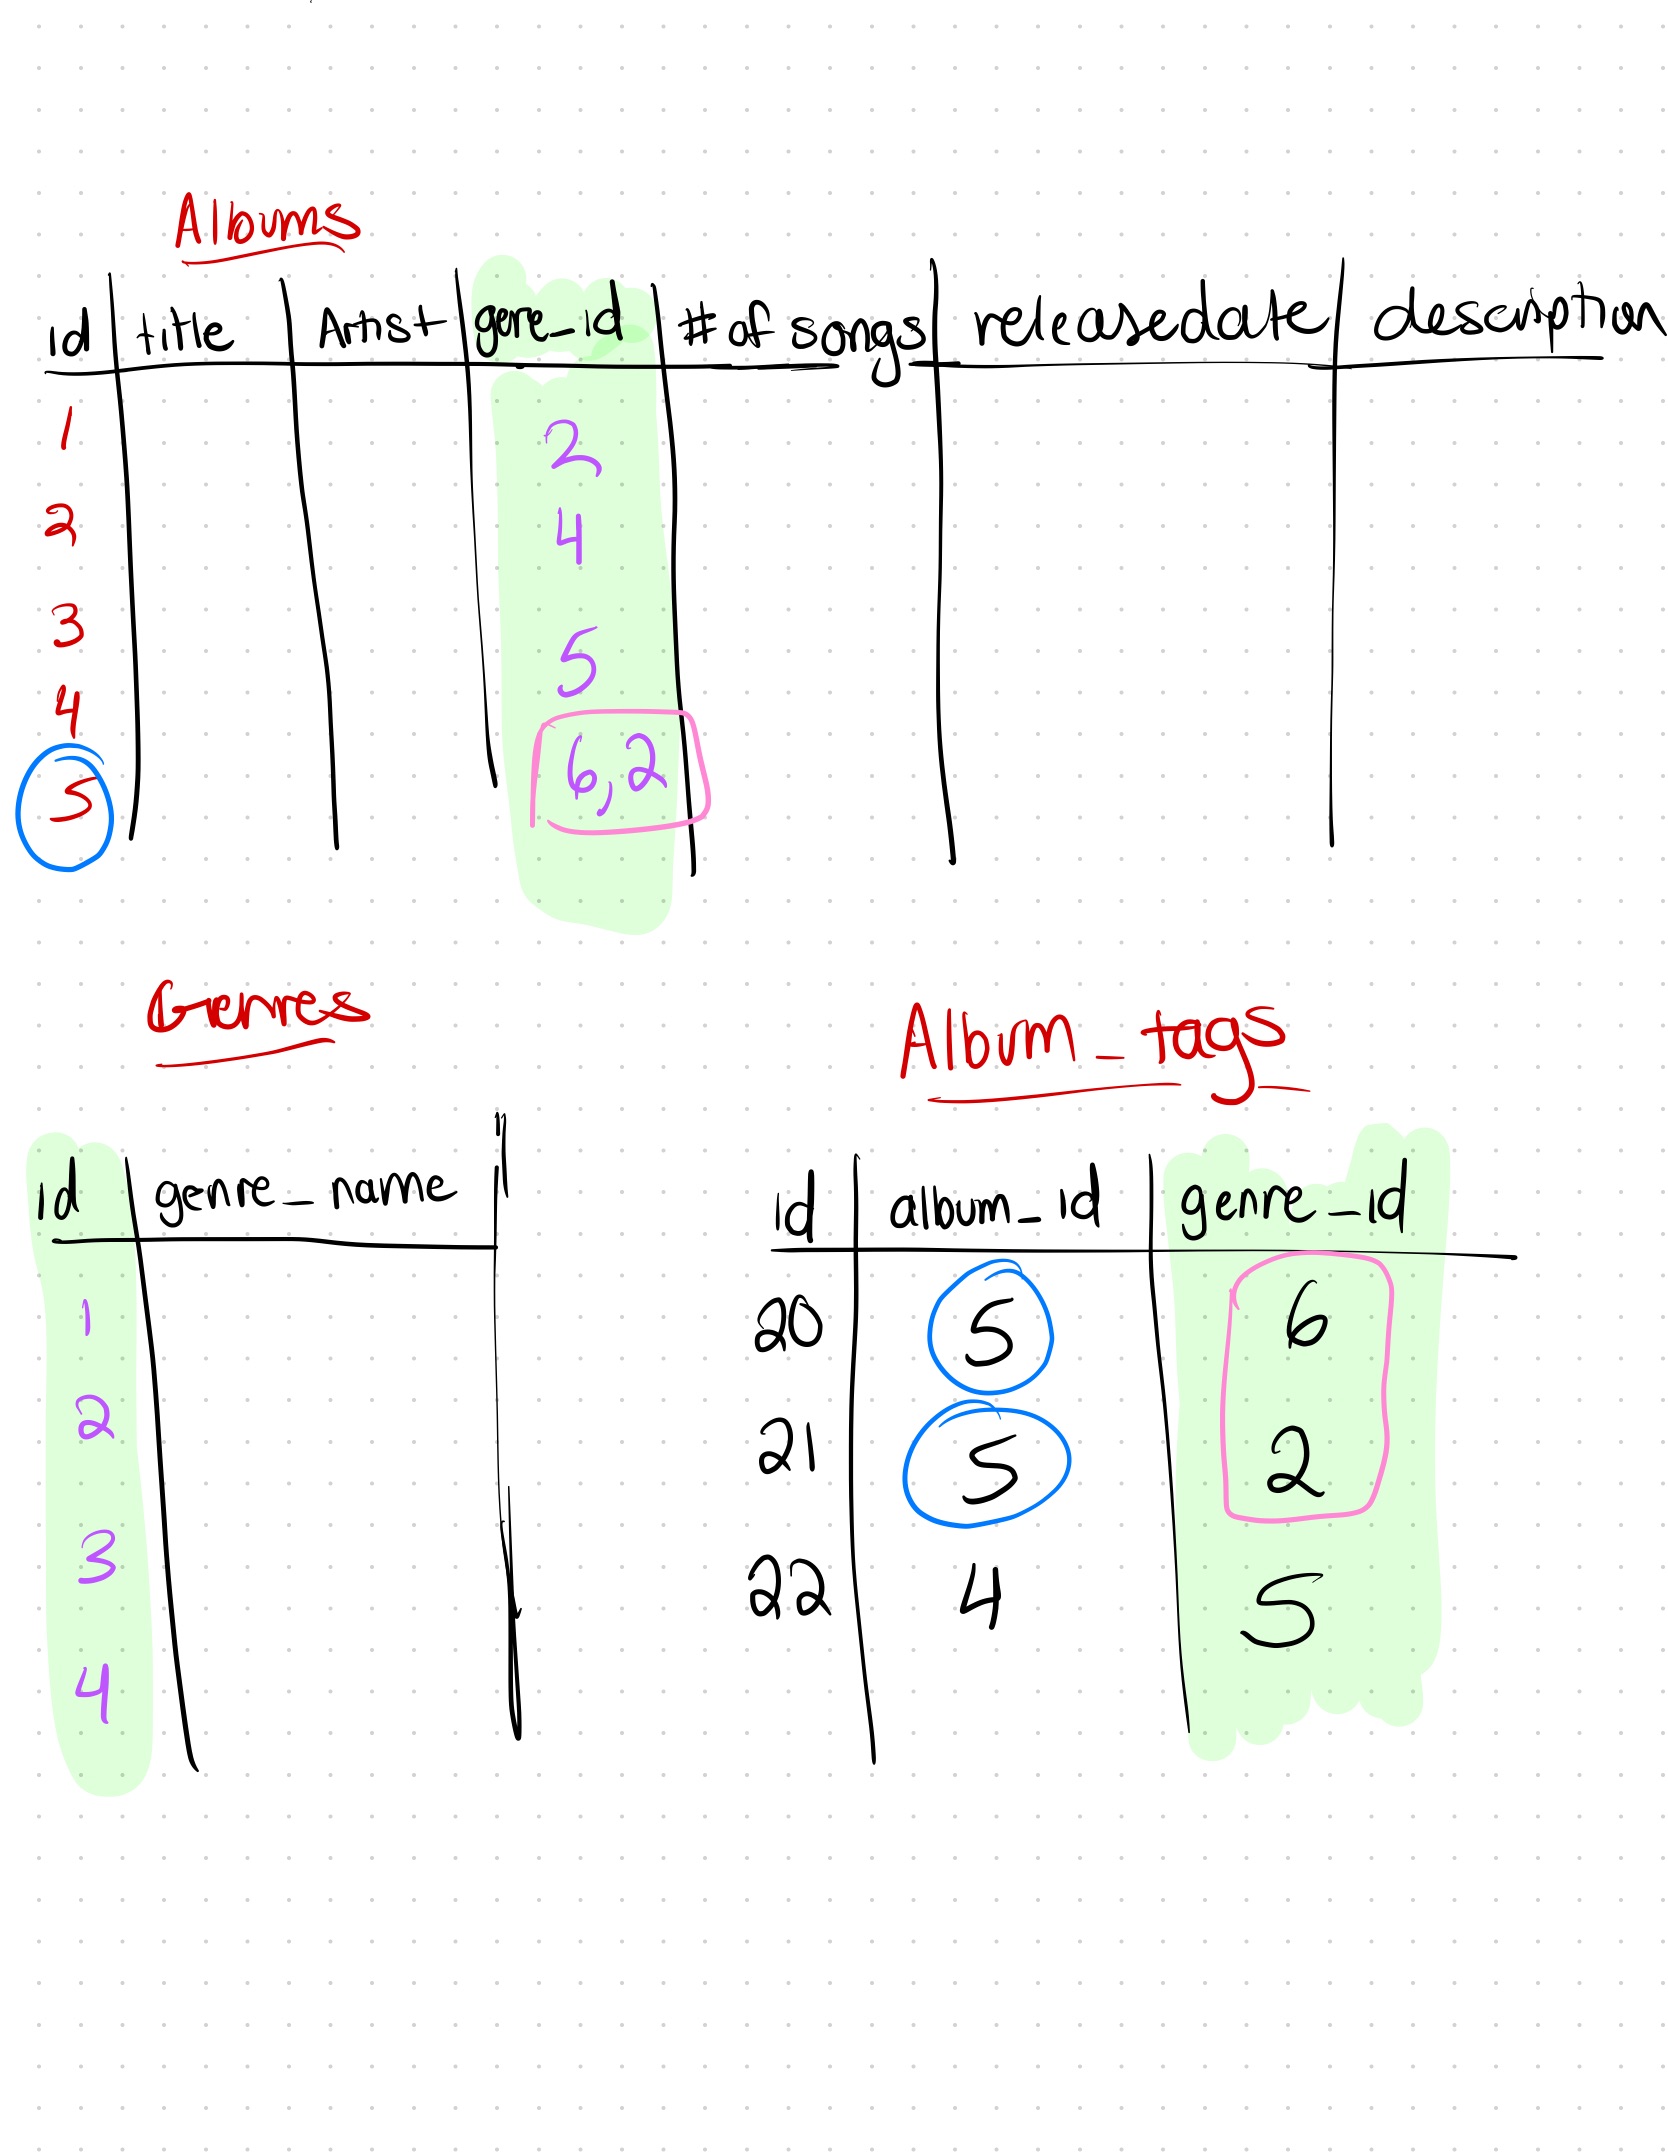 Albums
id title Artist genre_id # of songs releasedate description
1 2
2 4
3 5
4
5 6,2
Genres Album_tags
id genre_name id album_id genre_id
1 20 5 6
2 21 5 2
3 22 4 5
4